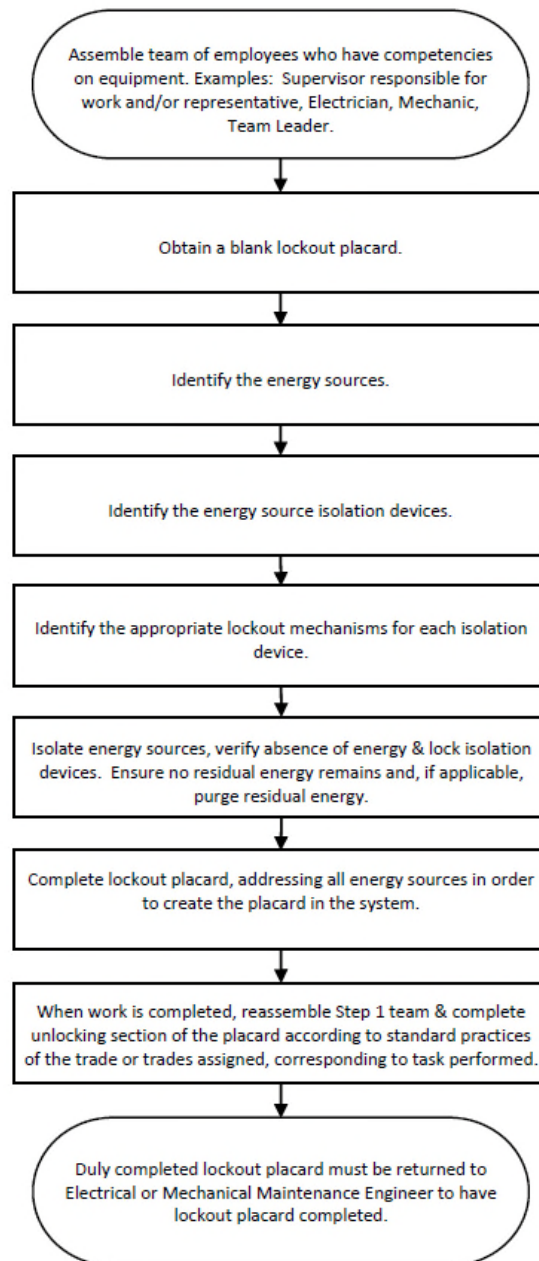 Assemble team of employees who have competencies
on equipment. Examples:  Supervisor responsible for
work and/or representative, Electrician, Mechanic,
Team Leader.
Obtain a blank lockout placard.
Identify the energy sources.
Identify the energy source isolation devices.
Identify the appropriate lockout mechanisms for each isolation
device.
Isolate energy sources, verify absence of energy & lock isolation
devices.  Ensure no residual energy remains and, if applicable,
purge residual energy.
Complete lockout placard, addressing all energy sources in order
to create the placard in the system.
When work is completed, reassemble Step 1 team & complete
unlocking section of the placard according to standard practices
of the trade or trades assigned, corresponding to task performed.
Duly completed lockout placard must be returned to
Electrical or Mechanical Maintenance Engineer to have
lockout placard completed.